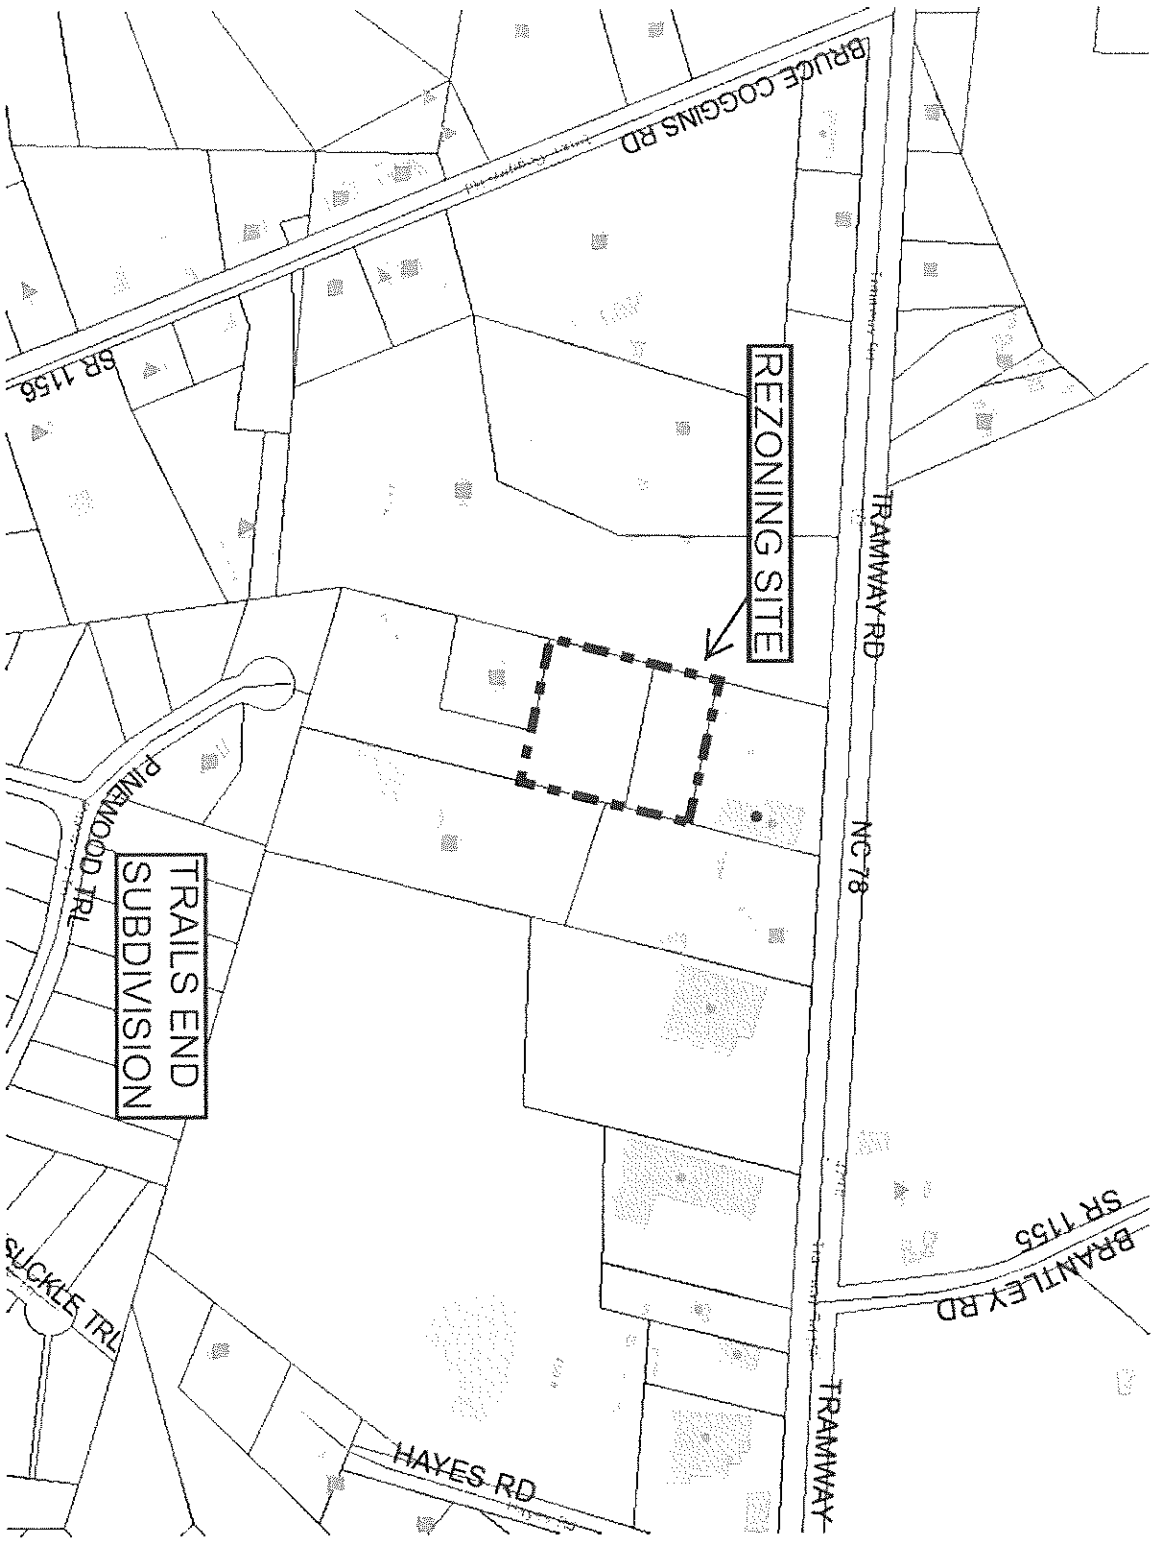 BRUCE COGGINS RD
SR 1156
REZONING SITE
TRAMWAY RD
NC 78
TRAMWAY
SR 1155
BRANTLEY RD
PINEWOOD TRL
TRAILS END
SUBDIVISION
SUCKLE TRL
HAYES RD